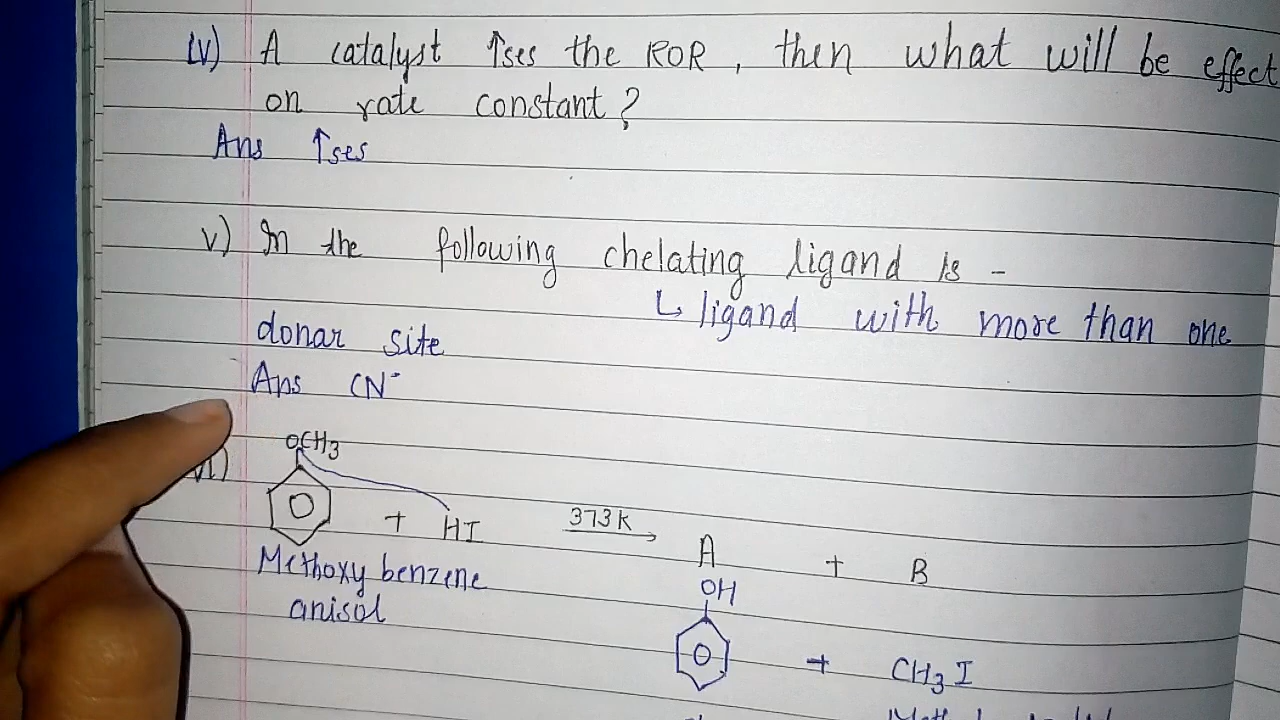 (v) A catalyst ↑ses the ROR, then what will be effect
on rate constant?
Ans ↑ses
v) In the following chelating ligand is -
↳ ligand with more than one
donar site
Ans CN⁻
OCH3
vi)
+ HI 373K A + B
Methoxy benzene
anisol
OH
+ CH3I